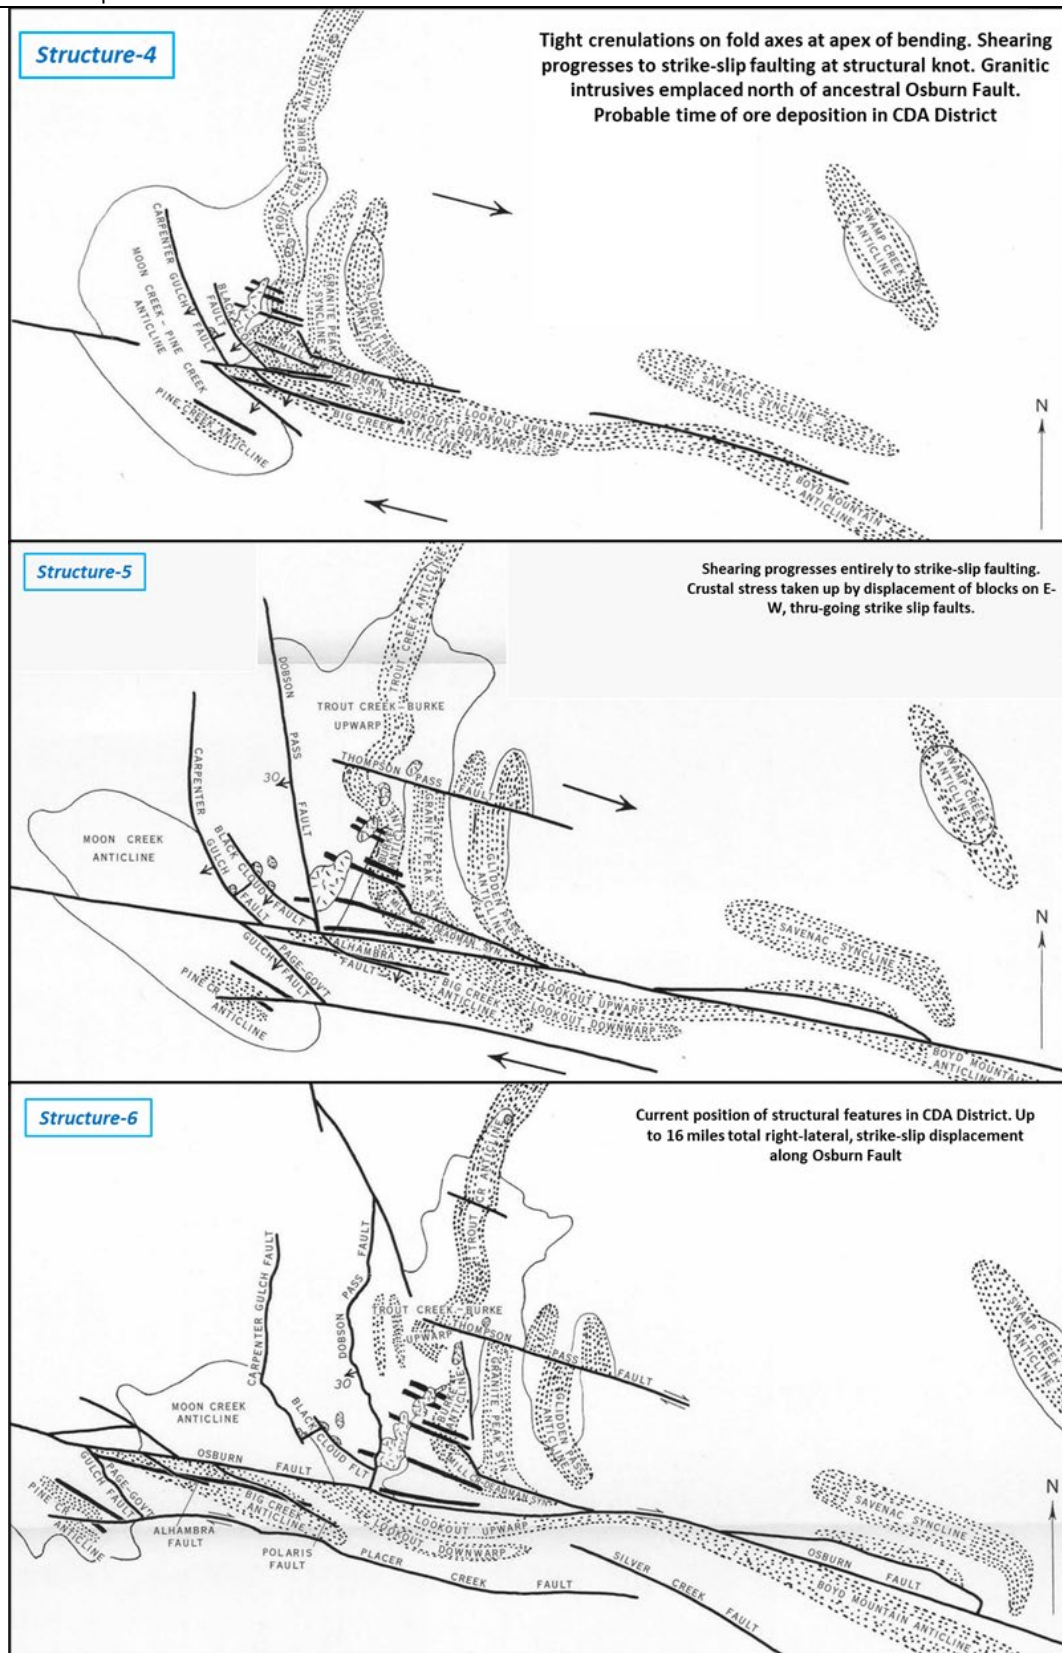 Structure-4
Tight crenulations on fold axes at apex of bending. Shearing
progresses to strike-slip faulting at structural knot. Granitic
intrusives emplaced north of ancestral Osburn Fault.
Probable time of ore deposition in CDA District
TROUT CREEK-BURKE ANTICLINE
CARPENTER GULCH FAULT
MOON CREEK-PINE CREEK
ANTICLINE
FAULT
GRANITE PEAK
SYNCLINE
GLIDDEN PASS
ANTICLINE
SWAMP CREEK
ANTICLINE
PINE CREEK
ANTICLINE
BIG CREEK ANTICLINE
LOOKOUT UPWARP
LOOKOUT DOWNWARP
SAVENAC SYNCLINE
BOYD MOUNTAIN
ANTICLINE
N
Structure-5
Shearing progresses entirely to strike-slip faulting.
Crustal stress taken up by displacement of blocks on E-
W, thru-going strike slip faults.
TROUT CREEK ANTICLINE
DOBSON PASS FAULT
TROUT CREEK-BURKE
UPWARP
THOMPSON PASS FAULT
30
CARPENTER
GULCH FAULT
BLACK CLOUD FAULT
MOON CREEK
ANTICLINE
GRANITE PEAK SYN
GLIDDEN PASS
ANTICLINE
SWAMP CREEK
ANTICLINE
ALHAMBRA
FAULT
PAGE-GOV'T
GULCH FAULT
PINE CR
ANTICLINE
BIG CREEK
ANTICLINE
LOOKOUT UPWARP
LOOKOUT DOWNWARP
SAVENAC SYNCLINE
BOYD MOUNTAIN
ANTICLINE
N
Structure-6
Current position of structural features in CDA District. Up
to 16 miles total right-lateral, strike-slip displacement
along Osburn Fault
TROUT CR ANTICLINE
CARPENTER GULCH FAULT
DOBSON PASS FAULT
TROUT CREEK-BURKE
UPWARP
THOMPSON PASS FAULT
30
MOON CREEK
ANTICLINE
BLACK CLOUD FLT
BURKE
ANTICLINE
GRANITE PEAK SYN
GLIDDEN PASS
ANTICLINE
SWAMP CREEK
OSBURN FAULT
MILL CR-DEADMAN SYN
PAGE-GOV'T
GULCH FAULT
PINE CR
ANTICLINE
BIG CREEK
ANTICLINE
ALHAMBRA
FAULT
POLARIS
FAULT
LOOKOUT UPWARP
LOOKOUT DOWNWARP
PLACER CREEK FAULT
SILVER CREEK FAULT
SAVENAC SYNCLINE
OSBURN FAULT
BOYD MOUNTAIN ANTICLINE
N